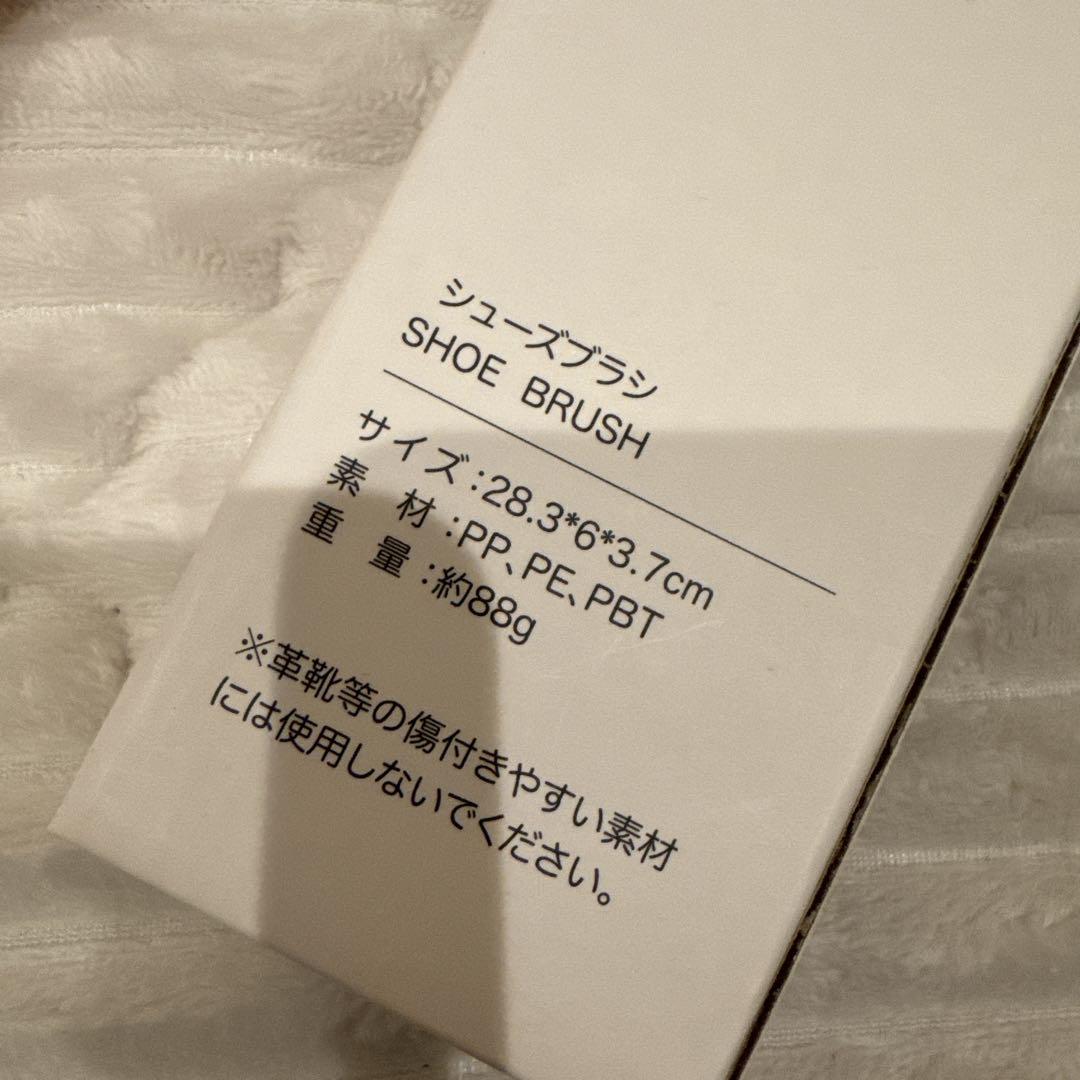 シューズブラシ
SHOE BRUSH
サイズ:28.3*6*3.7cm
素 材:PP、PE、PBT
重 量:約88g
※革靴等の傷付きやすい素材
には使用しないでください。